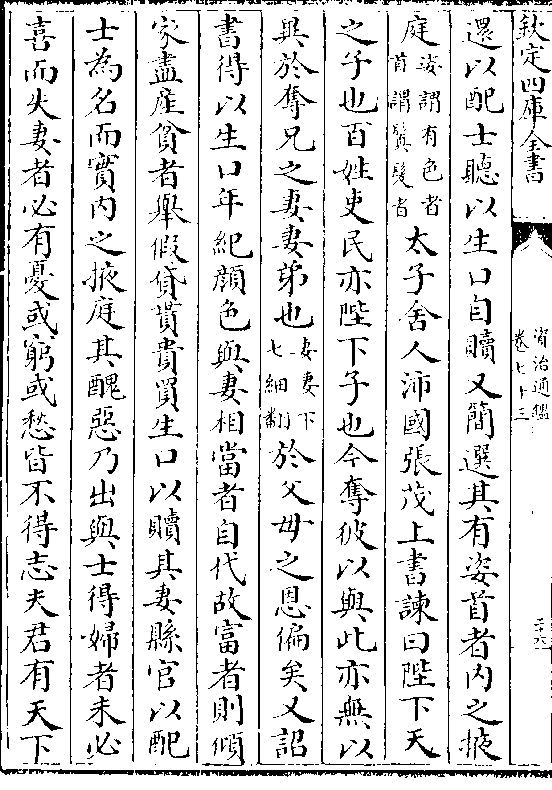 欽定四庫全書
資治通鑑
卷七十三
二十六
還以配士聽以生口自贖又簡選其有姿首者内之掖
庭姿謂有色者首謂鬒髮者太子舍人沛國張茂上書諫曰陛下天
之子也百姓吏民亦陛下子也今奪彼以與此亦無以
異於奪兄之妻妻弟也妻妻下七細翻於父母之恩偏矣又詔
書得以生口年紀顔色與妻相當者自代故富者則傾
家盡産貧者舉假貸貰貴買生口以贖其妻縣官以配
士為名而實内之掖庭其醜惡乃出與士得婦者未必
喜而失妻者必有憂或窮或愁皆不得志夫君有天下